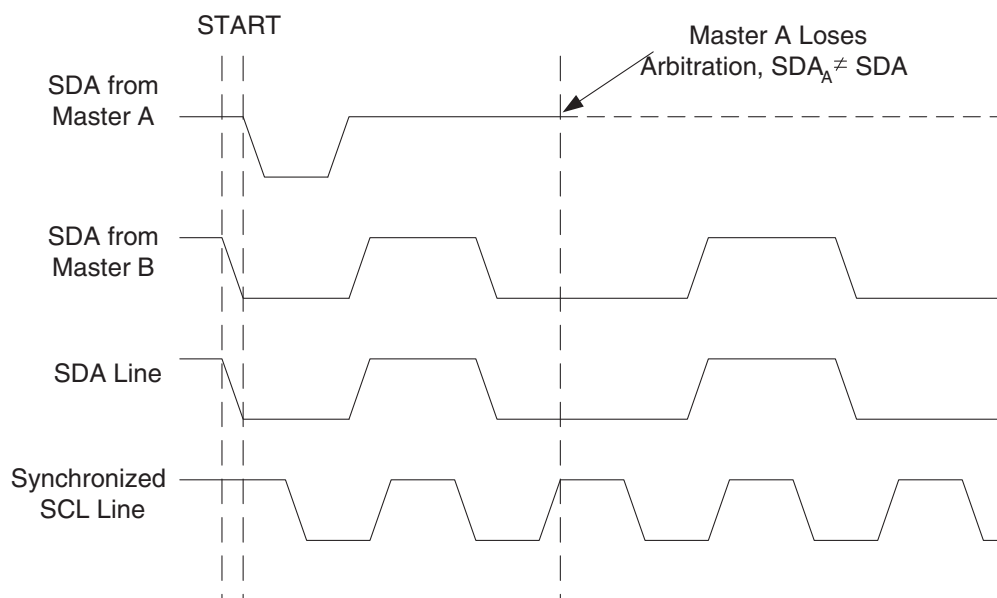 START
Master A Loses
Arbitration, SDA_A ≠ SDA
SDA from
Master A
SDA from
Master B
SDA Line
Synchronized
SCL Line